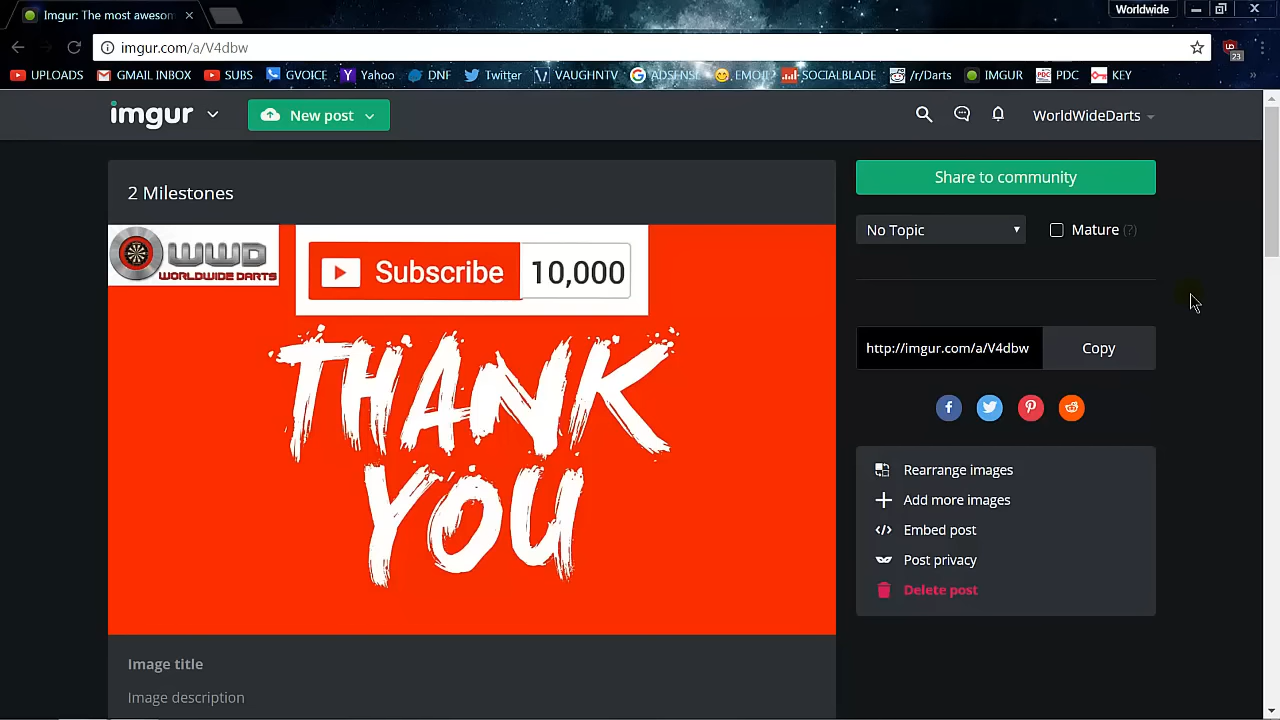 Imgur: The most awesom
Worldwide
imgur.com/a/V4dbw
23
UPLOADS GMAIL INBOX SUBS GVOICE Yahoo DNF Twitter VAUGHNTV ADSENSE EMOJI SOCIALBLADE /r/Darts IMGUR PDC KEY
imgur New post WorldWideDarts
2 Milestones
Share to community
No Topic Mature (?)
WWD
WORLDWIDE DARTS
Subscribe 10,000
THANK
YOU
http://imgur.com/a/V4dbw Copy
Rearrange images
Add more images
Embed post
Post privacy
Delete post
Image title
Image description